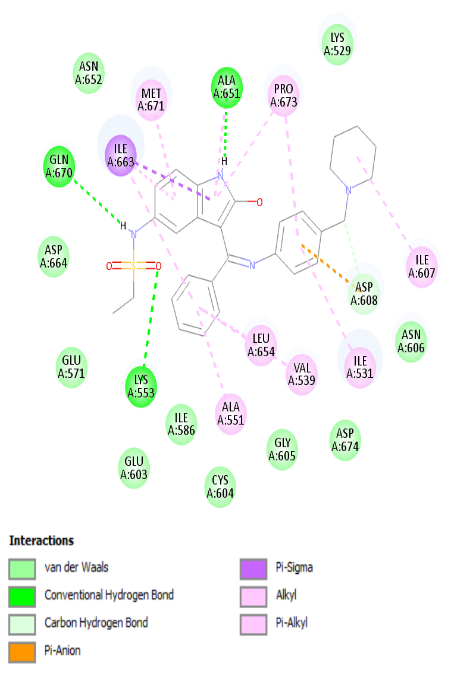 LYS
A:529
ASN
A:652
ALA
A:651
PRO
A:673
MET
A:671
ILE
A:663
GLN
A:670
H
N
O
N
H
N
O
S
O
N
ASP
A:664
ILE
A:607
ASP
A:608
ASN
A:606
LEU
A:654
VAL
A:539
ILE
A:531
GLU
A:571
LYS
A:553
ALA
A:551
ILE
A:586
ASP
A:674
GLY
A:605
GLU
A:603
CYS
A:604
Interactions
van der Waals
Conventional Hydrogen Bond
Carbon Hydrogen Bond
Pi-Anion
Pi-Sigma
Alkyl
Pi-Alkyl